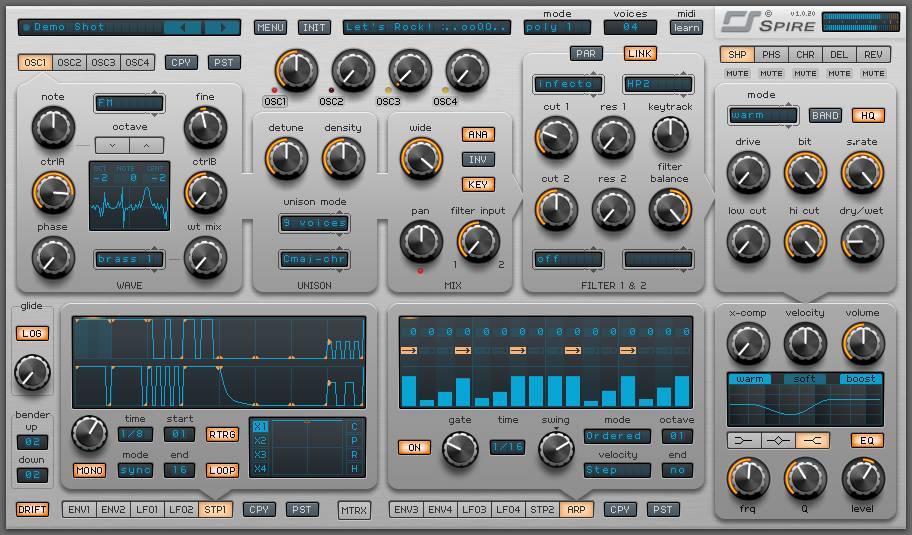 Demo Shot
MENU INIT
Let's Rock! :..ooOO..
mode voices midi
poly 1 04 learn
SPIRE v1.0.20
OSC1 OSC2 OSC3 OSC4 CPY PST
OSC1 OSC2 OSC3 OSC4
PAR LINK
SHP PHS CHR DEL REV
MUTE MUTE MUTE MUTE MUTE
note FM fine
octave
ctrlA ctrlB
OCT NOTE CENT
-2 0 -2
phase wt mix
brass 1
WAVE
detune density
unison mode
9 voices
Cmaj-chr
UNISON
wide ANA
INV
KEY
pan filter input
1 2
MIX
infecto HP2
cut 1 res 1 keytrack
cut 2 res 2 filter balance
off
FILTER 1 & 2
mode
warm BAND HQ
drive bit s.rate
low cut hi cut dry/wet
glide
LOG
bender
up
02
down
02
DRIFT
time start
1/8 01 RTRG
mode end
MONO sync 16 LOOP
X1 C
X2 P
X3 R
X4 H
ENV1 ENV2 LFO1 LFO2 STP1 CPY PST
MTRX
0 0 0 0 0 0 0 0 0 0 0 0 0 0 0 0
gate time swing mode octave
ON 1/16 Ordered 01
velocity end
Step no
ENV3 ENV4 LFO3 LFO4 STP2 ARP CPY PST
x-comp velocity volume
warm soft boost
EQ
frq Q level